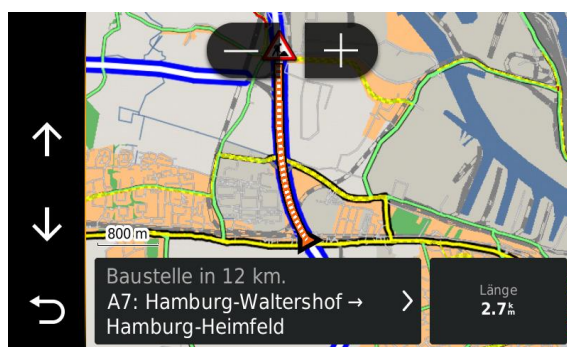 800 m
Baustelle in 12 km.
A7: Hamburg-Waltershof →
Hamburg-Heimfeld
Länge
2.7 km